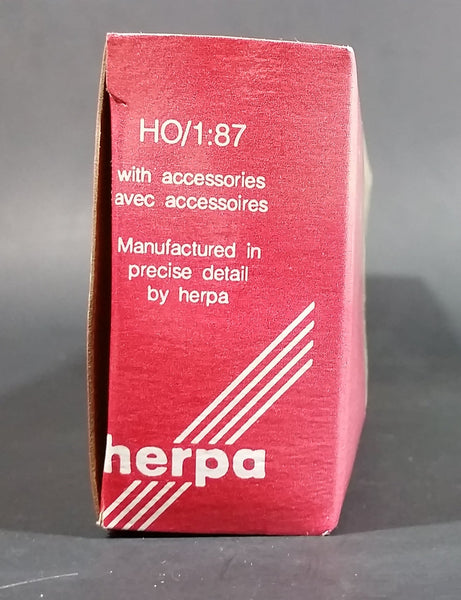 HO/1:87
with accessories
avec accessoires
Manufactured in
precise detail
by herpa
herpa